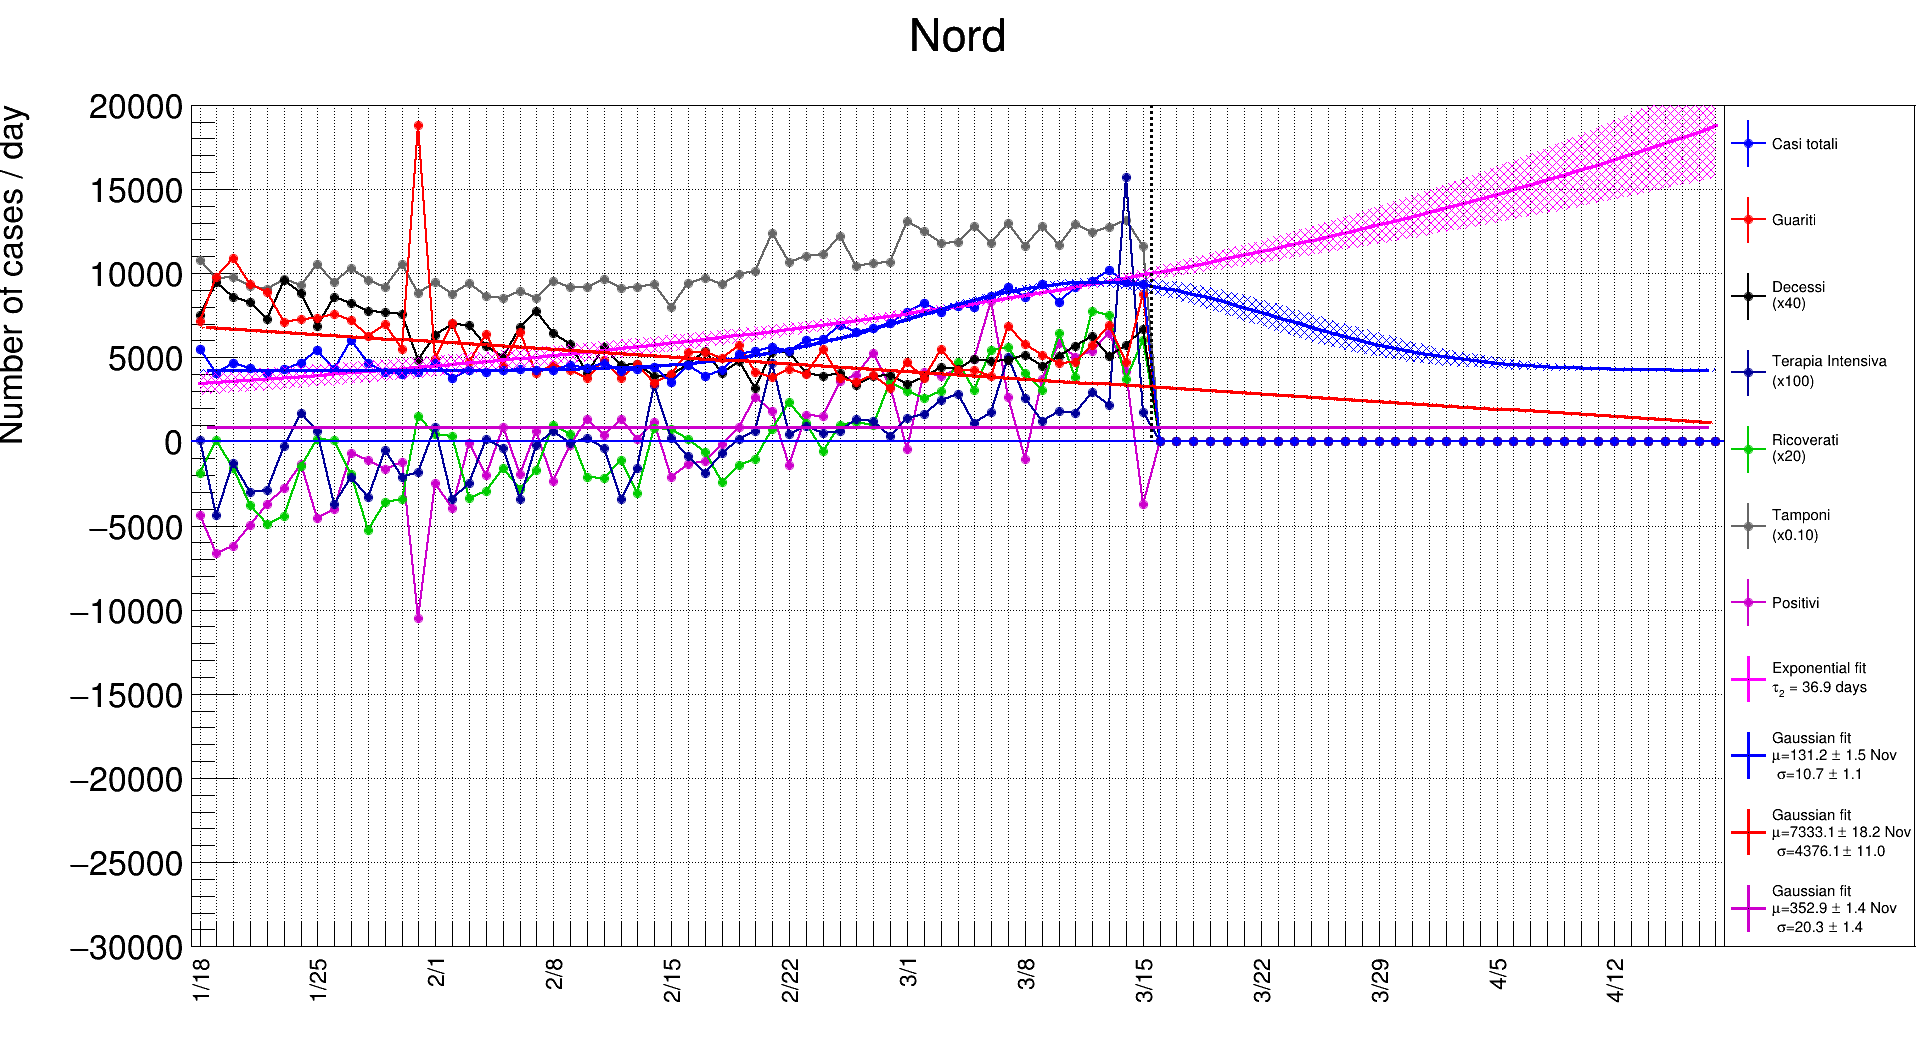 Nord
Number of cases / day
20000
15000
10000
5000
0
−5000
−10000
−15000
−20000
−25000
−30000
1/18
1/25
2/1
2/8
2/15
2/22
3/1
3/8
3/15
3/22
3/29
4/5
4/12
Casi totali
Guariti
Decessi
(x40)
Terapia Intensiva
(x100)
Ricoverati
(x20)
Tamponi
(x0.10)
Positivi
Exponential fit
τ2 = 36.9 days
Gaussian fit
μ=131.2 ± 1.5 Nov
σ=10.7 ± 1.1
Gaussian fit
μ=7333.1 ± 18.2 Nov
σ=4376.1 ± 11.0
Gaussian fit
μ=352.9 ± 1.4 Nov
σ=20.3 ± 1.4